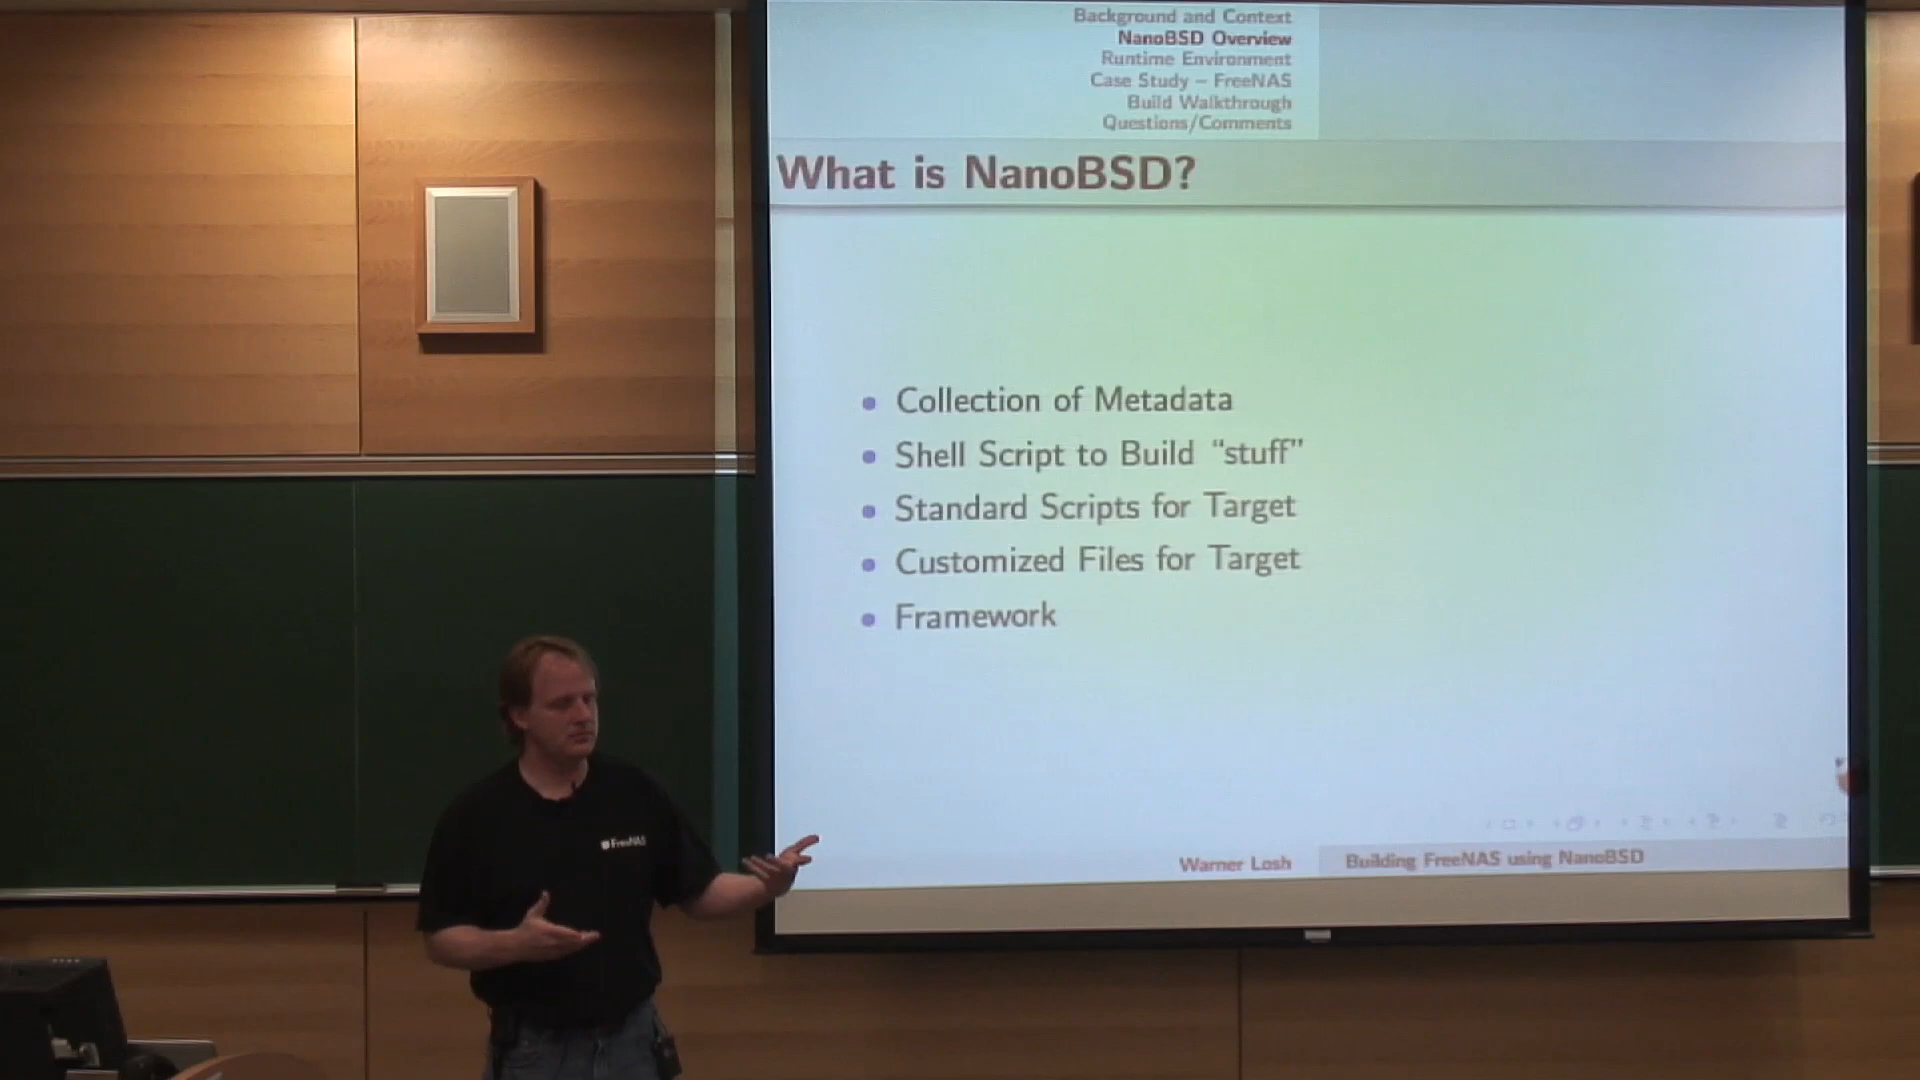 Background and Context
NanoBSD Overview
Runtime Environment
Case Study – FreeNAS
Build Walkthrough
Questions/Comments
What is NanoBSD?
Collection of Metadata
Shell Script to Build “stuff”
Standard Scripts for Target
Customized Files for Target
Framework
FreeNAS
Warner Losh
Building FreeNAS using NanoBSD